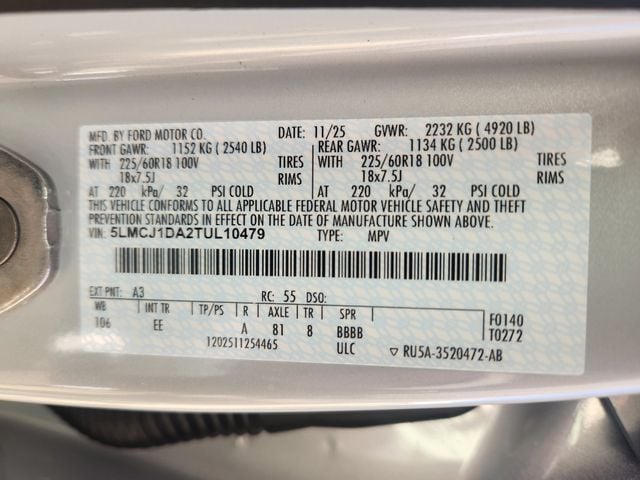 MFD. BY FORD MOTOR CO. DATE: 11/25 GVWR: 2232 KG ( 4920 LB)
FRONT GAWR: 1152 KG ( 2540 LB) REAR GAWR: 1134 KG ( 2500 LB)
WITH 225/60R18 100V TIRES WITH 225/60R18 100V TIRES
18x7.5J RIMS 18x7.5J RIMS
AT 220 kPa/ 32 PSI COLD AT 220 kPa/ 32 PSI COLD
THIS VEHICLE CONFORMS TO ALL APPLICABLE FEDERAL MOTOR VEHICLE SAFETY AND THEFT
PREVENTION STANDARDS IN EFFECT ON THE DATE OF MANUFACTURE SHOWN ABOVE.
VIN: 5LMCJ1DA2TUL10479 TYPE: MPV
EXT PNT: A3 RC: 55 DSO:
WB INT TR TP/PS R AXLE TR SPR
106 EE A 81 8 BBBB
F0140
T0272
1202511254465 ULC ▽ RU5A-3520472-AB